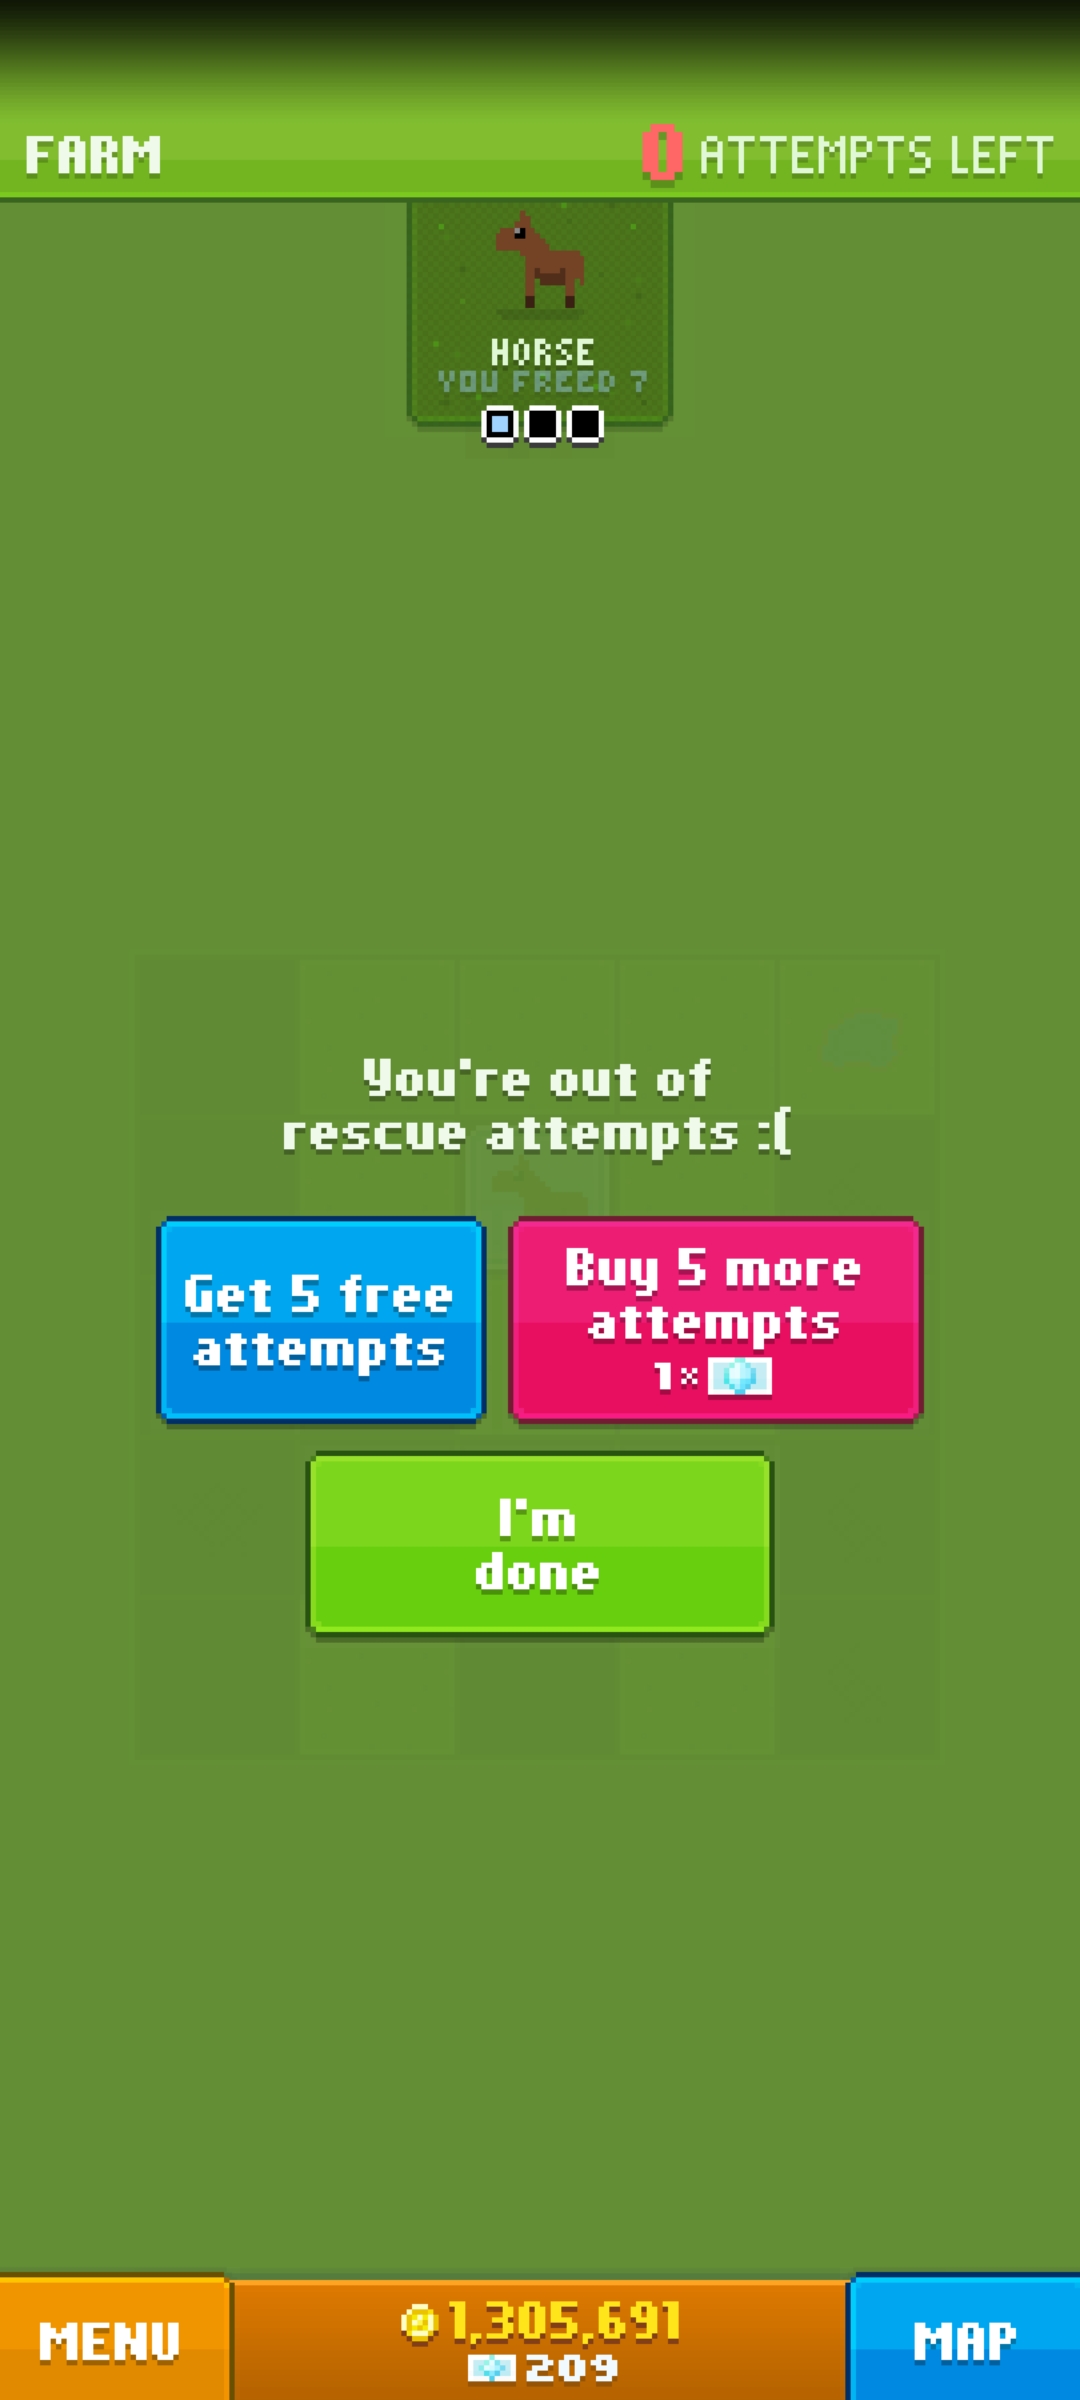 FARM
0 ATTEMPTS LEFT
HORSE
YOU FREED 7
You're out of
rescue attempts :(
Get 5 free
attempts
Buy 5 more
attempts
1×
I'm
done
MENU
1,305,691
209
MAP